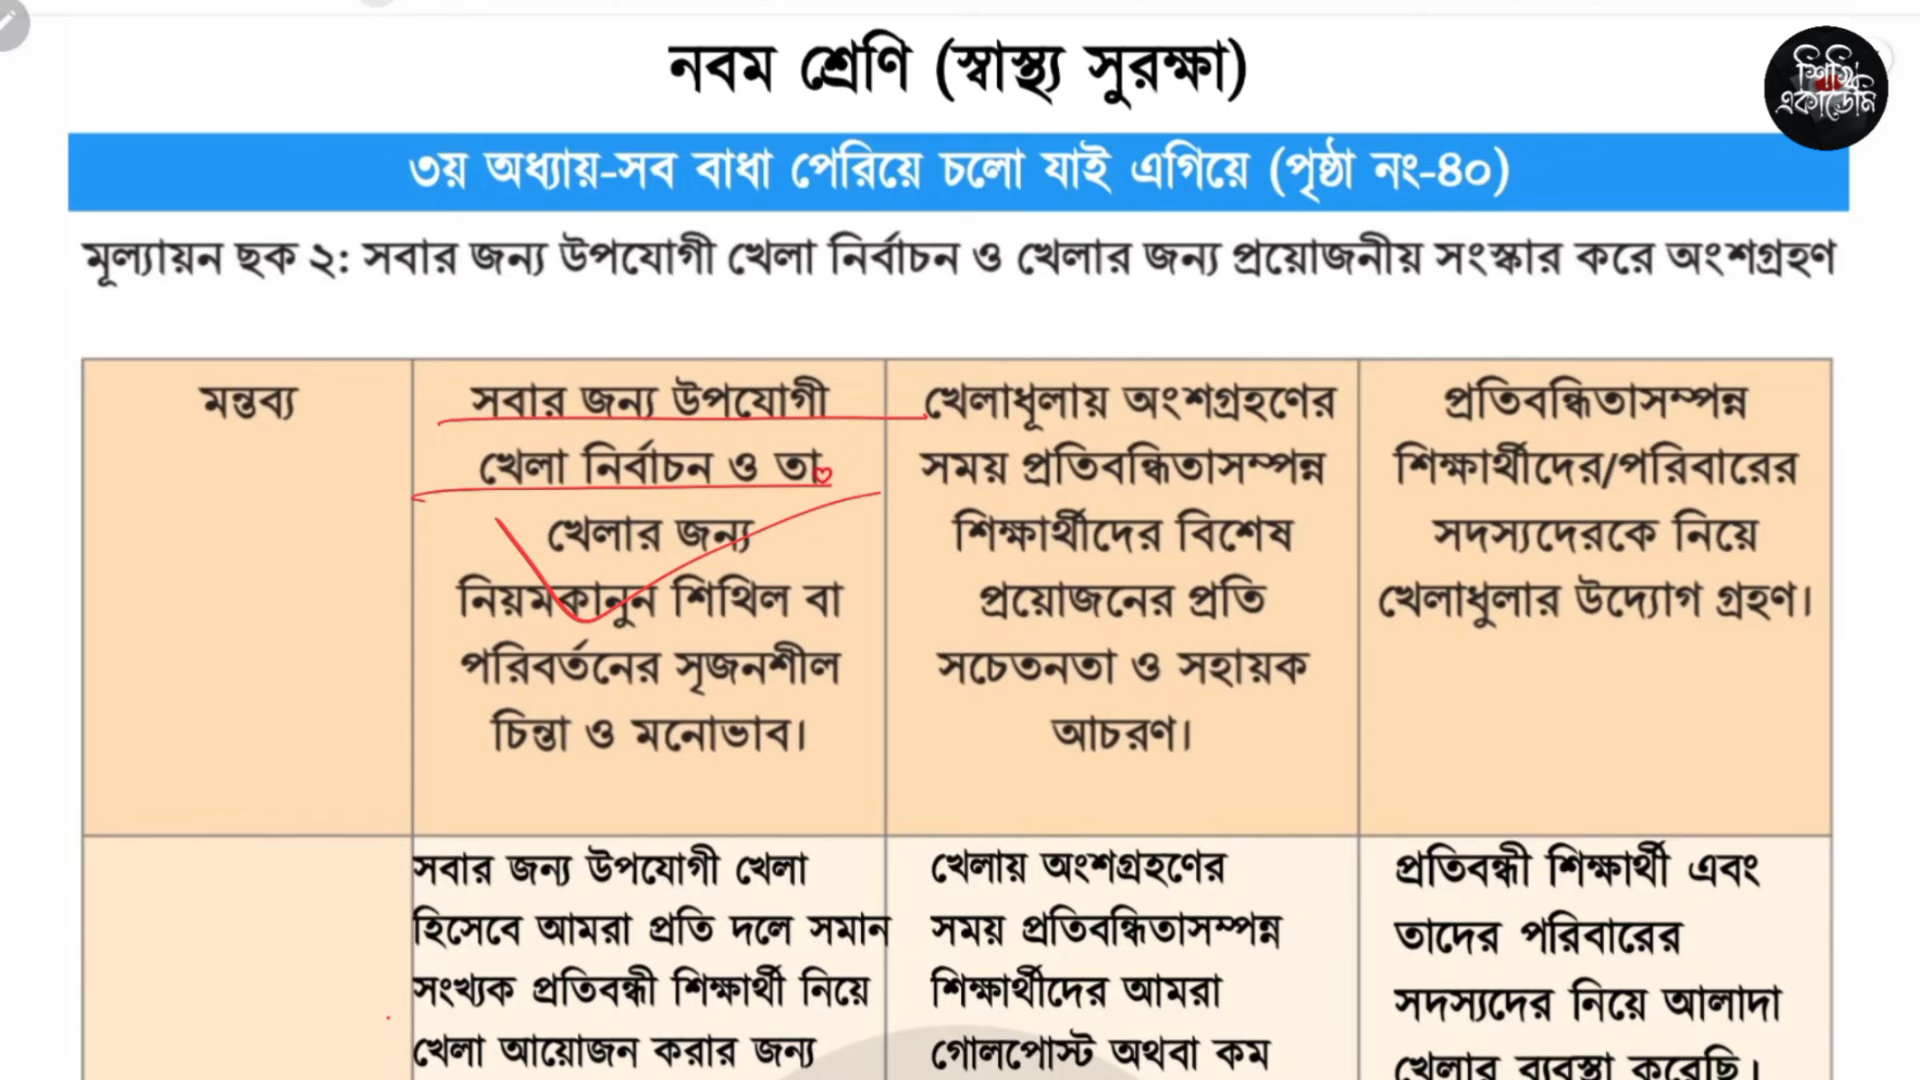 নবম শ্রেণি (স্বাস্থ্য সুরক্ষা)
শিখি
একাডেমি
৩য় অধ্যায়-সব বাধা পেরিয়ে চলো যাই এগিয়ে (পৃষ্ঠা নং-৪০)
মূল্যায়ন ছক ২: সবার জন্য উপযোগী খেলা নির্বাচন ও খেলার জন্য প্রয়োজনীয় সংস্কার করে অংশগ্রহণ
মন্তব্য
সবার জন্য উপযোগী
খেলা নির্বাচন ও তা
খেলার জন্য
নিয়মকানুন শিথিল বা
পরিবর্তনের সৃজনশীল
চিন্তা ও মনোভাব।
খেলাধূলায় অংশগ্রহণের
সময় প্রতিবন্ধিতাসম্পন্ন
শিক্ষার্থীদের বিশেষ
প্রয়োজনের প্রতি
সচেতনতা ও সহায়ক
আচরণ।
প্রতিবন্ধিতাসম্পন্ন
শিক্ষার্থীদের/পরিবারের
সদস্যদেরকে নিয়ে
খেলাধুলার উদ্যোগ গ্রহণ।
সবার জন্য উপযোগী খেলা
হিসেবে আমরা প্রতি দলে সমান
সংখ্যক প্রতিবন্ধী শিক্ষার্থী নিয়ে
খেলা আয়োজন করার জন্য
খেলায় অংশগ্রহণের
সময় প্রতিবন্ধিতাসম্পন্ন
শিক্ষার্থীদের আমরা
গোলপোস্ট অথবা কম
প্রতিবন্ধী শিক্ষার্থী এবং
তাদের পরিবারের
সদস্যদের নিয়ে আলাদা
খেলার ব্যবস্থা করেছি।